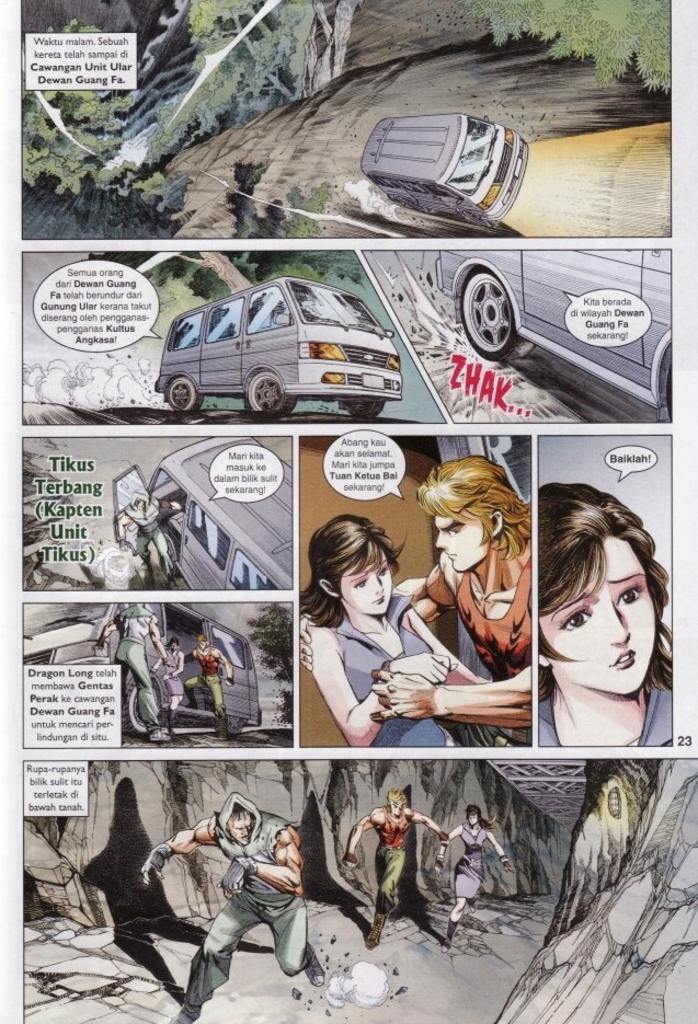 Waktu malam. Sebuah
kereta telah sampai di
Cawangan Unit Ular
Dewan Guang Fa.
Semua orang
dari Dewan Guang
Fa telah berundur dari
Gunung Ular kerana takut
diserang oleh pengganas-
pengganas Kultus
Angkasa!
Kita berada
di wilayah Dewan
Guang Fa
sekarang!
ZHAK...
Tikus
Terbang
(Kapten
Unit
Tikus)
Mari kita
masuk ke
dalam bilik sulit
sekarang!
Dragon Long telah
membawa Gentas
Perak ke cawangan
Dewan Guang Fa
untuk mencari per-
lindungan di situ.
Abang kau
akan selamat.
Mari kita jumpa
Tuan Ketua Bai
sekarang!
Baiklah!
23
Rupa-rupanya
bilik sulit itu
terletak di
bawah tanah.